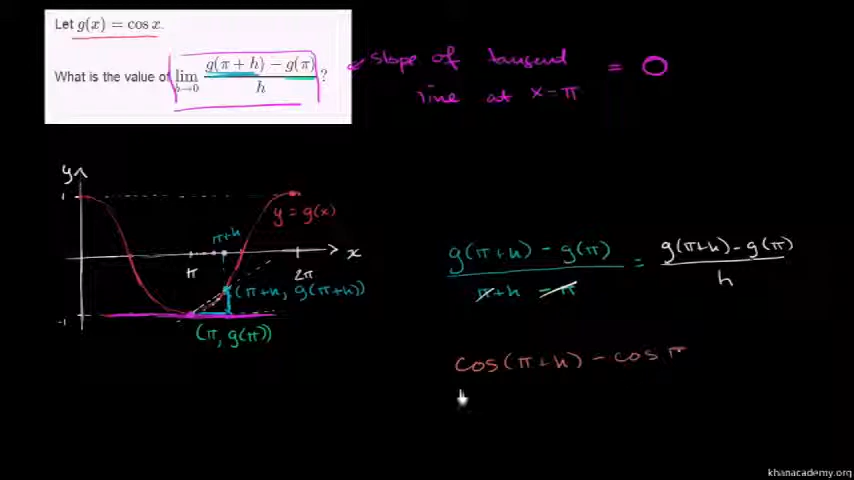 Let g(x) = cos x.
What is the value of lim h→0 g(π + h) − g(π) / h ?
slope of tangent
line at x=π
= 0
y
1
y = g(x)
π+h
x
π
2π
(π+h, g(π+h))
-1
(π, g(π))
g(π+h) − g(π) / π+h − π = g(π+h) − g(π) / h
cos(π+h) − cos π
khanacademy.org